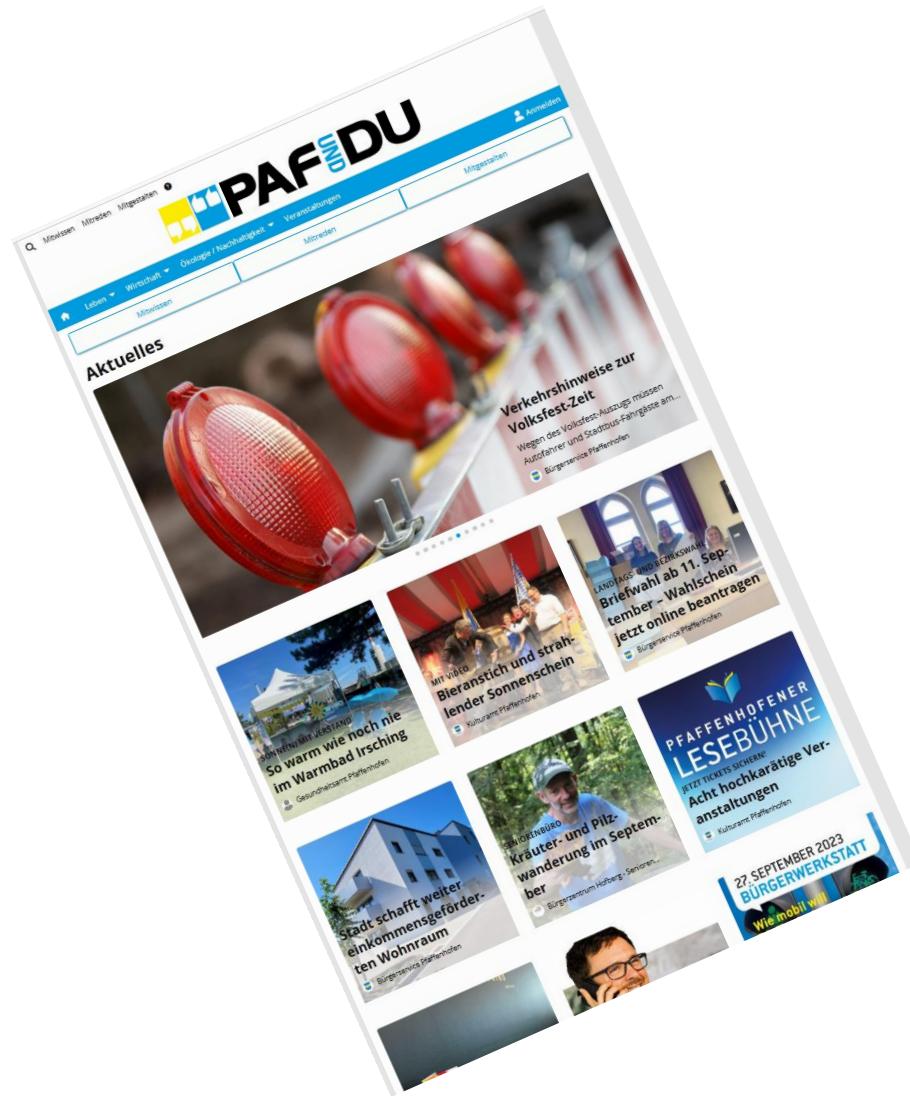 Mitwissen Mitreden Mitgestalten ?
PAF UND DU
Anmelden
Leben Wirtschaft Ökologie / Nachhaltigkeit Veranstaltungen
Mitwissen Mitreden Mitgestalten
Aktuelles
Verkehrshinweise zur
Volksfest-Zeit
Wegen des Volksfest-Auszugs müssen
Autofahrer und Stadtbus-Fahrgäste am...
Bürgerservice Pfaffenhofen
SONNE(N) MIT VERSTAND
So warm wie noch nie
im Warmbad Irsching
Gesundheitsamt Pfaffenhofen
MIT VIDEO
Bieranstich und strah-
lender Sonnenschein
Kulturamt Pfaffenhofen
LANDTAGS- UND BEZIRKSWAHL
Briefwahl ab 11. Sep-
tember – Wahlschein
jetzt online beantragen
Bürgerservice Pfaffenhofen
Stadt schafft weiter
einkommensgeförder-
ten Wohnraum
Bürgerservice Pfaffenhofen
SENIORENBÜRO
Kräuter- und Pilz-
wanderung im Septem-
ber
Bürgerzentrum Hofberg - Senioren...
PFAFFENHOFENER
LESEBÜHNE
JETZT TICKETS SICHERN!
Acht hochkarätige Ver-
anstaltungen
Kulturamt Pfaffenhofen
27. SEPTEMBER 2023
BÜRGERWERKSTATT
Wie mobil will